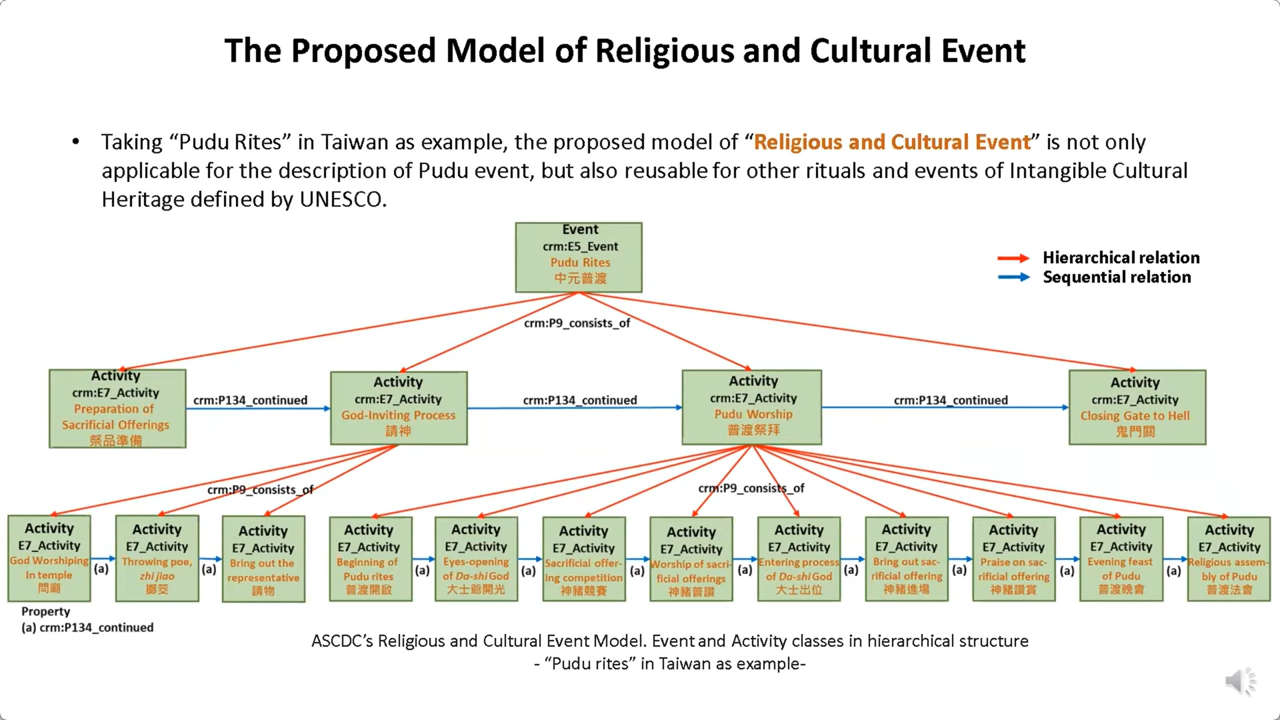 The Proposed Model of Religious and Cultural Event
• Taking “Pudu Rites” in Taiwan as example, the proposed model of “Religious and Cultural Event” is not only
applicable for the description of Pudu event, but also reusable for other rituals and events of Intangible Cultural
Heritage defined by UNESCO.
Event
crm:E5_Event
Pudu Rites
中元普渡
Hierarchical relation
Sequential relation
crm:P9_consists_of
Activity
crm:E7_Activity
Preparation of
Sacrificial Offerings
祭品準備
crm:P134_continued
Activity
crm:E7_Activity
God-Inviting Process
請神
crm:P134_continued
Activity
crm:E7_Activity
Pudu Worship
普渡祭拜
crm:P134_continued
Activity
crm:E7_Activity
Closing Gate to Hell
鬼門關
crm:P9_consists_of
crm:P9_consists_of
Activity
E7_Activity
God Worshiping
In temple
問廟
(a)
Activity
E7_Activity
Throwing poe,
zhi jiao
擲筊
(a)
Activity
E7_Activity
Bring out the
representative
請物
Activity
E7_Activity
Beginning of
Pudu rites
普渡開啟
(a)
Activity
E7_Activity
Eyes-opening
of Da-shi God
大士爺開光
(a)
Activity
E7_Activity
Sacrificial offer-
ing competition
神豬競賽
(a)
Activity
E7_Activity
Worship of sacri-
ficial offerings
神豬普讚
(a)
Activity
E7_Activity
Entering process
of Da-shi God
大士出位
(a)
Activity
E7_Activity
Bring out sac-
rificial offering
神豬進場
(a)
Activity
E7_Activity
Praise on sac-
rificial offering
神豬讚賞
(a)
Activity
E7_Activity
Evening feast
of Pudu
普渡晚會
(a)
Activity
E7_Activity
Religious assem-
bly of Pudu
普渡法會
Property
(a) crm:P134_continued
ASCDC’s Religious and Cultural Event Model. Event and Activity classes in hierarchical structure
- “Pudu rites” in Taiwan as example-